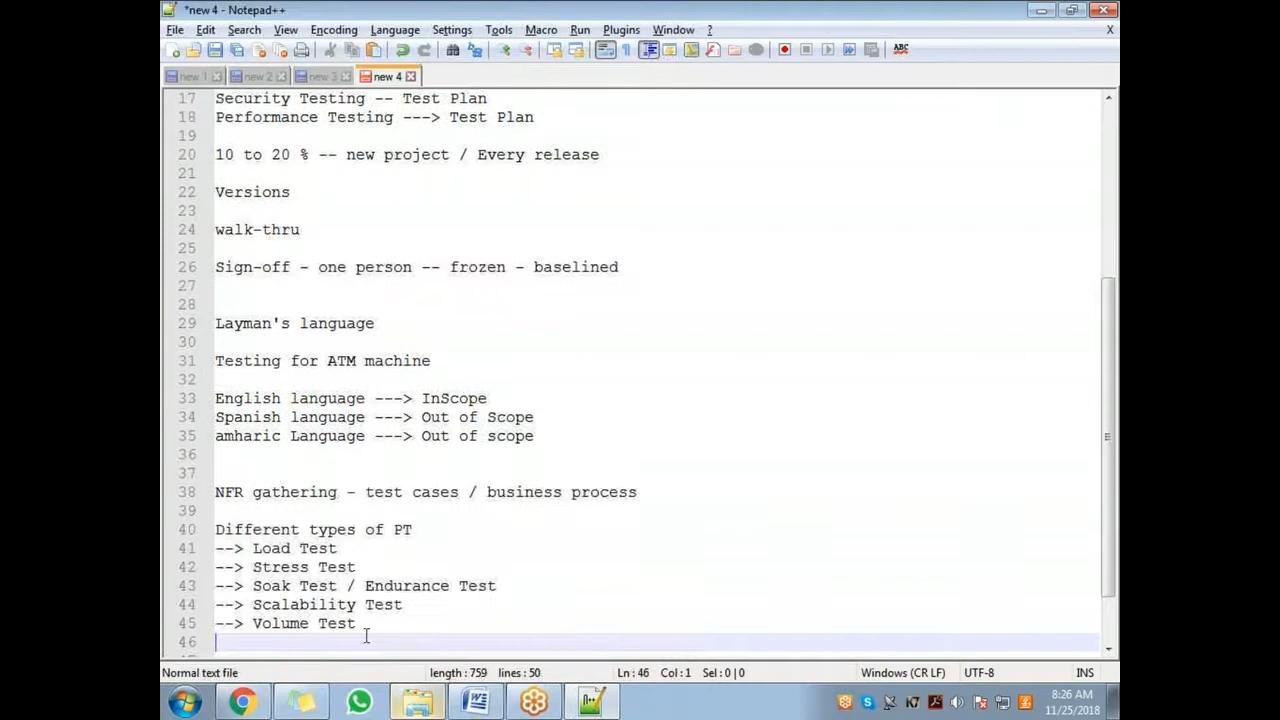 *new 4 - Notepad++
File Edit Search View Encoding Language Settings Tools Macro Run Plugins Window ? X
new 1 new 2 new 3 new 4
17 Security Testing -- Test Plan
18 Performance Testing ---> Test Plan
19
20 10 to 20 % -- new project / Every release
21
22 Versions
23
24 walk-thru
25
26 Sign-off - one person -- frozen - baselined
27
28
29 Layman's language
30
31 Testing for ATM machine
32
33 English language ---> InScope
34 Spanish language ---> Out of Scope
35 amharic Language ---> Out of scope
36
37
38 NFR gathering - test cases / business process
39
40 Different types of PT
41 --> Load Test
42 --> Stress Test
43 --> Soak Test / Endurance Test
44 --> Scalability Test
45 --> Volume Test
46
Normal text file length : 759 lines : 50 Ln : 46 Col : 1 Sel : 0 | 0 Windows (CR LF) UTF-8 INS
8:26 AM
11/25/2018